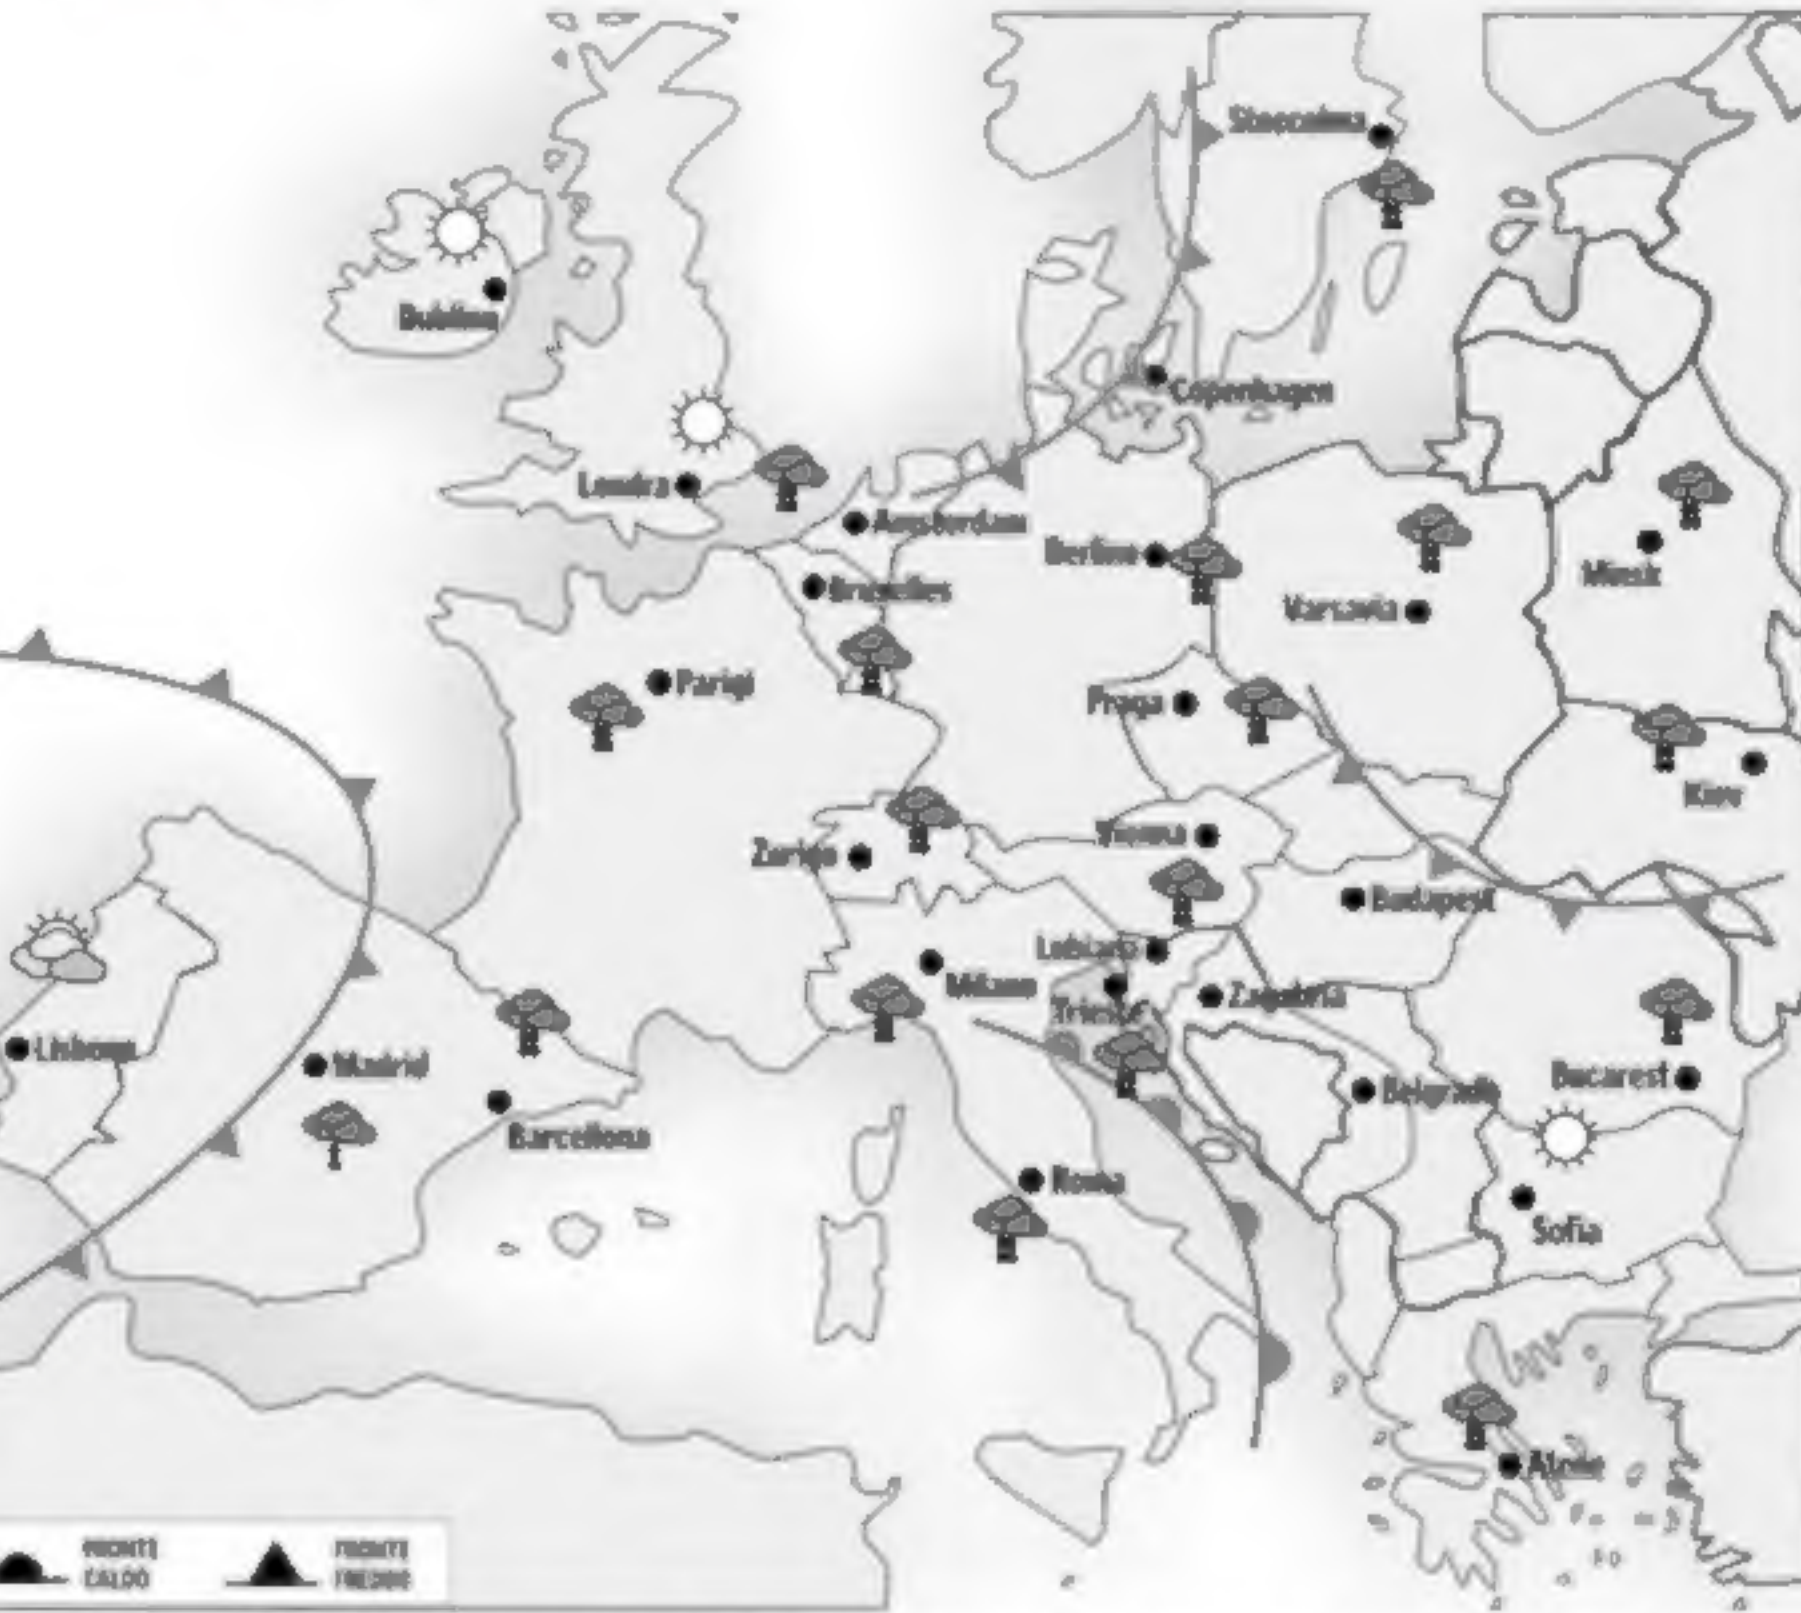 Stoccolma
Dublino
Copenhagen
Londra
Amsterdam
Berlino
Bruxelles
Minsk
Varsavia
Parigi
Praga
Kiev
Vienna
Zurigo
Budapest
Lubiana
Milano
Zagabria
Trieste
Lisbona
Madrid
Bucarest
Belgrado
Barcellona
Roma
Sofia
Atene
FRONTE
CALDO
FRONTE
FREDDO